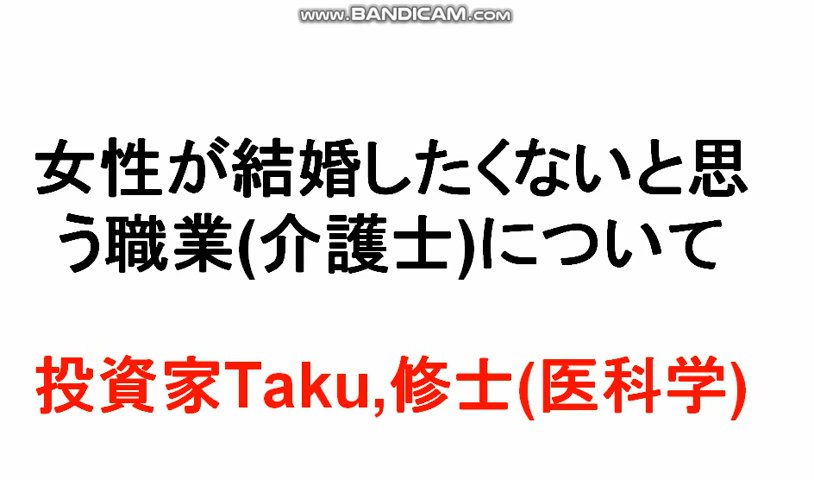 www.BANDICAM.com
女性が結婚したくないと思
う職業(介護士)について
投資家Taku,修士(医科学)